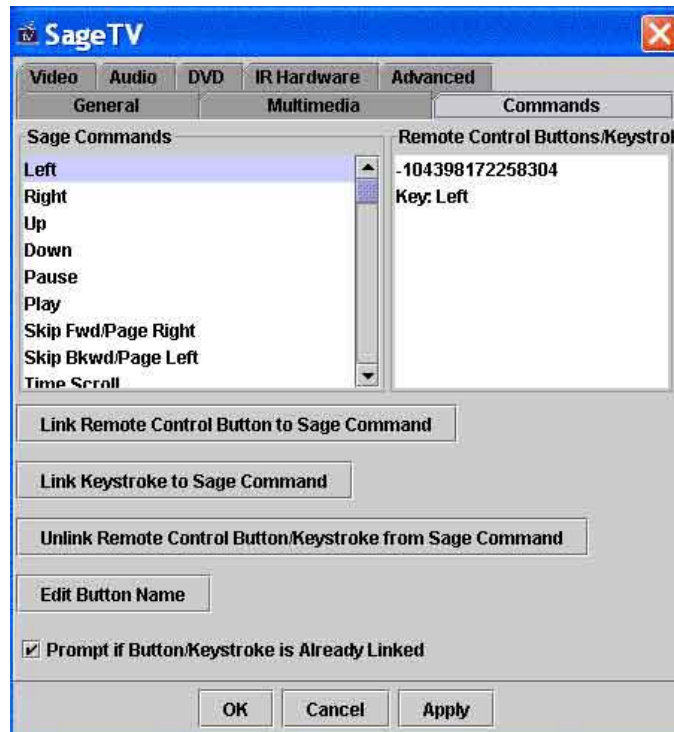 SageTV
Video Audio DVD IR Hardware Advanced
General Multimedia Commands
Sage Commands
Left
Right
Up
Down
Pause
Play
Skip Fwd/Page Right
Skip Bkwd/Page Left
Time Scroll
Remote Control Buttons/Keystrok
-104398172258304
Key: Left
Link Remote Control Button to Sage Command
Link Keystroke to Sage Command
Unlink Remote Control Button/Keystroke from Sage Command
Edit Button Name
Prompt if Button/Keystroke is Already Linked
OK Cancel Apply